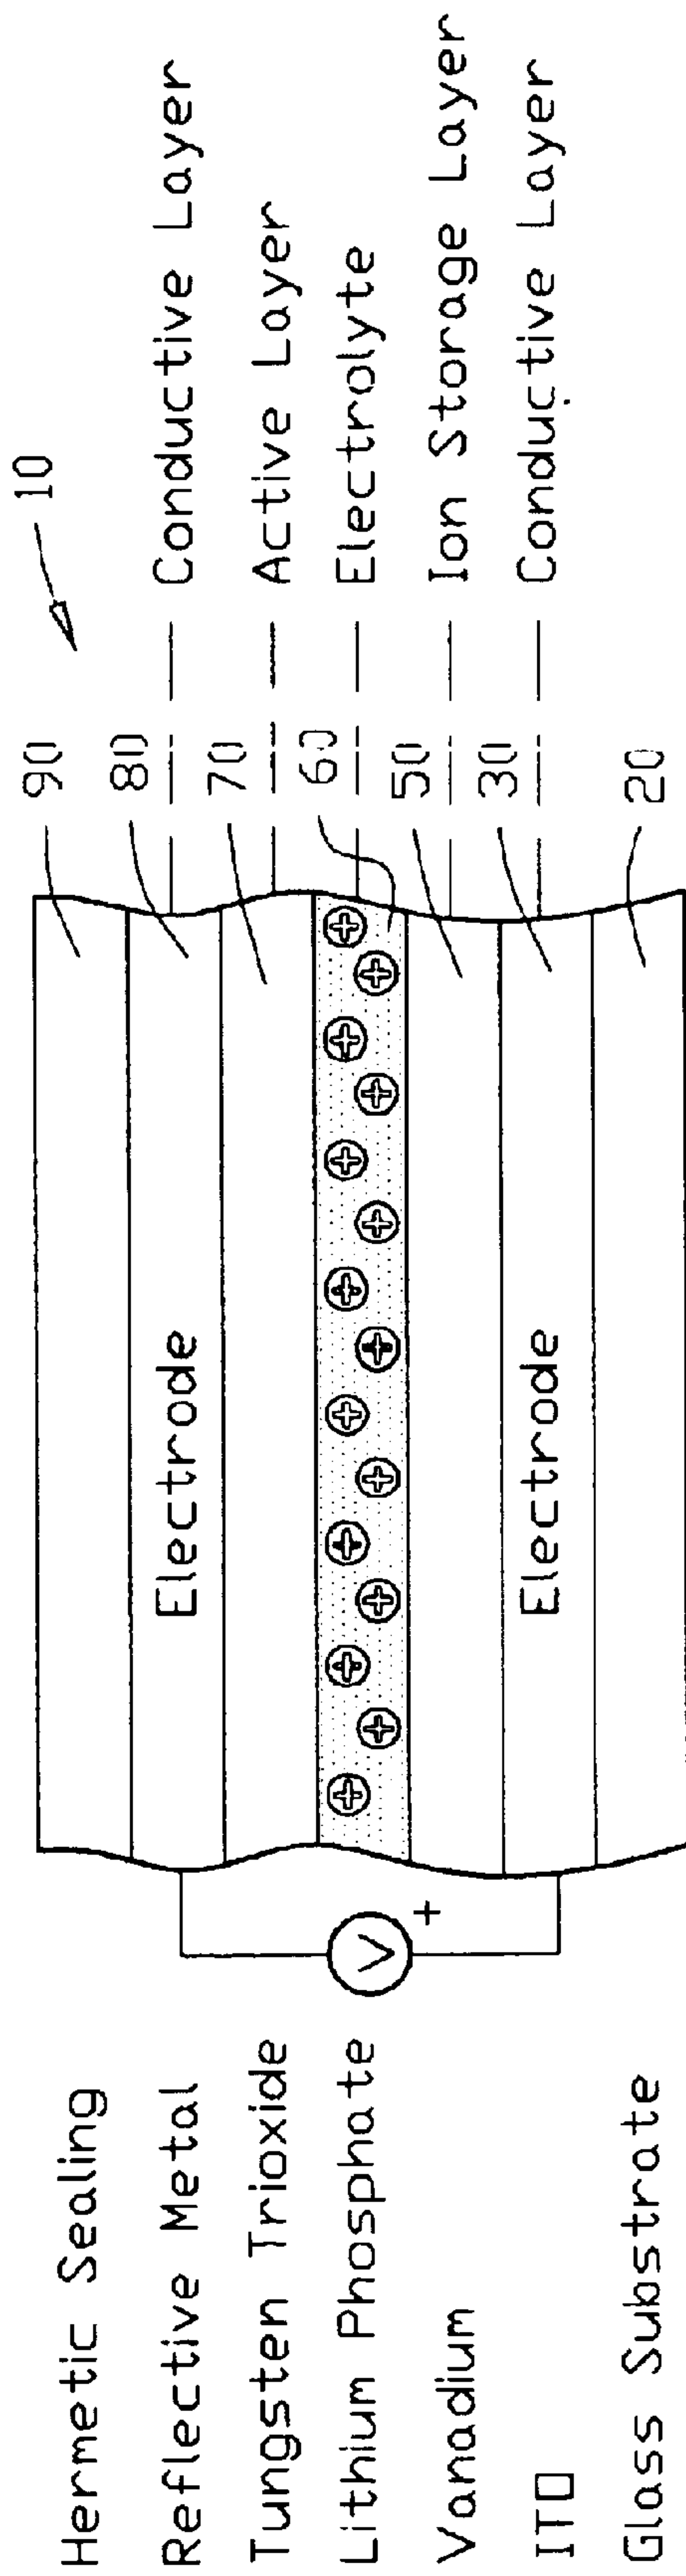 10
Hermetic Sealing
90
Reflective Metal
Electrode
80
Conductive Layer
Tungsten Trioxide
70
Active Layer
Lithium Phosphate
60
Electrolyte
V
+
Vanadium
50
Ion Storage Layer
ITO
Electrode
30
Conductive Layer
Glass Substrate
20